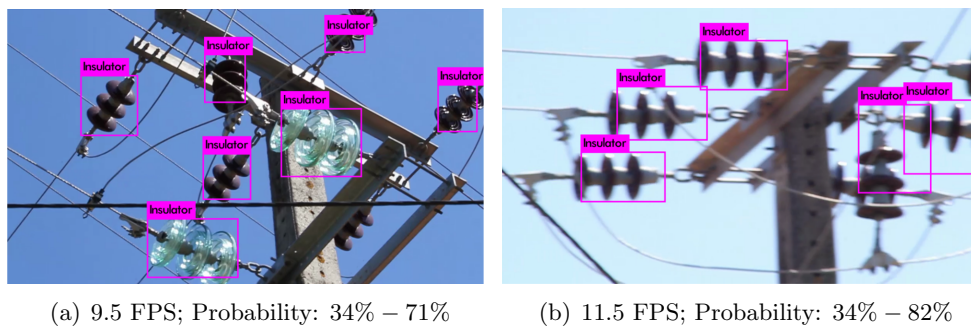 Insulator
Insulator
Insulator
Insulator
Insulator
Insulator
Insulator
Insulator
Insulator
Insulator
Insulator
Insulator
(a) 9.5 FPS; Probability: 34% – 71%
(b) 11.5 FPS; Probability: 34% – 82%